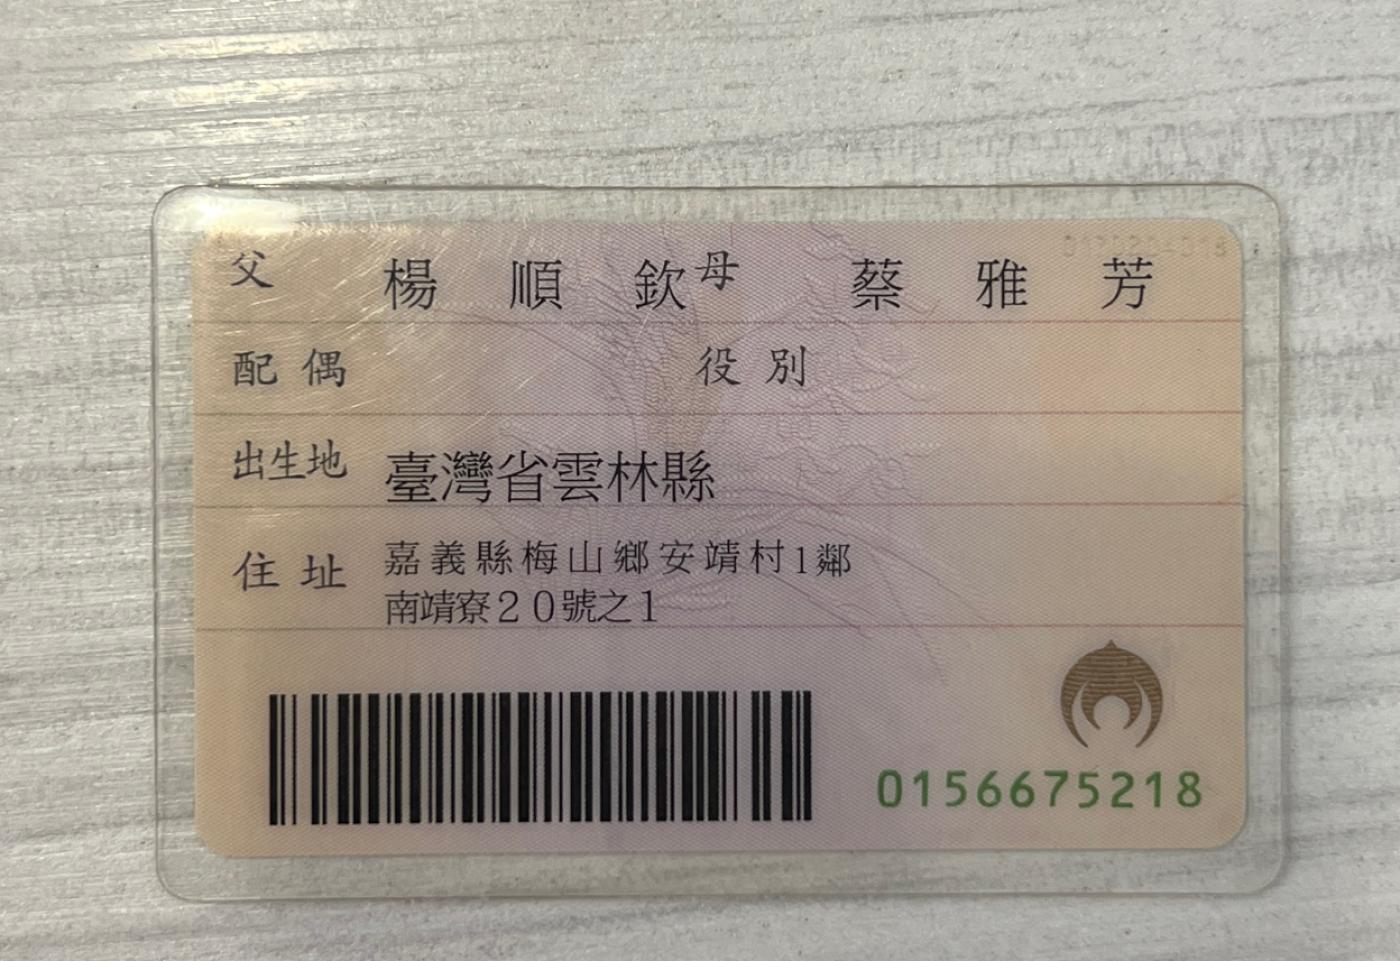 父 楊順欽 母 蔡雅芳
配偶 役別
出生地 臺灣省雲林縣
住址 嘉義縣梅山鄉安靖村1鄰
南靖寮20號之1
0156675218